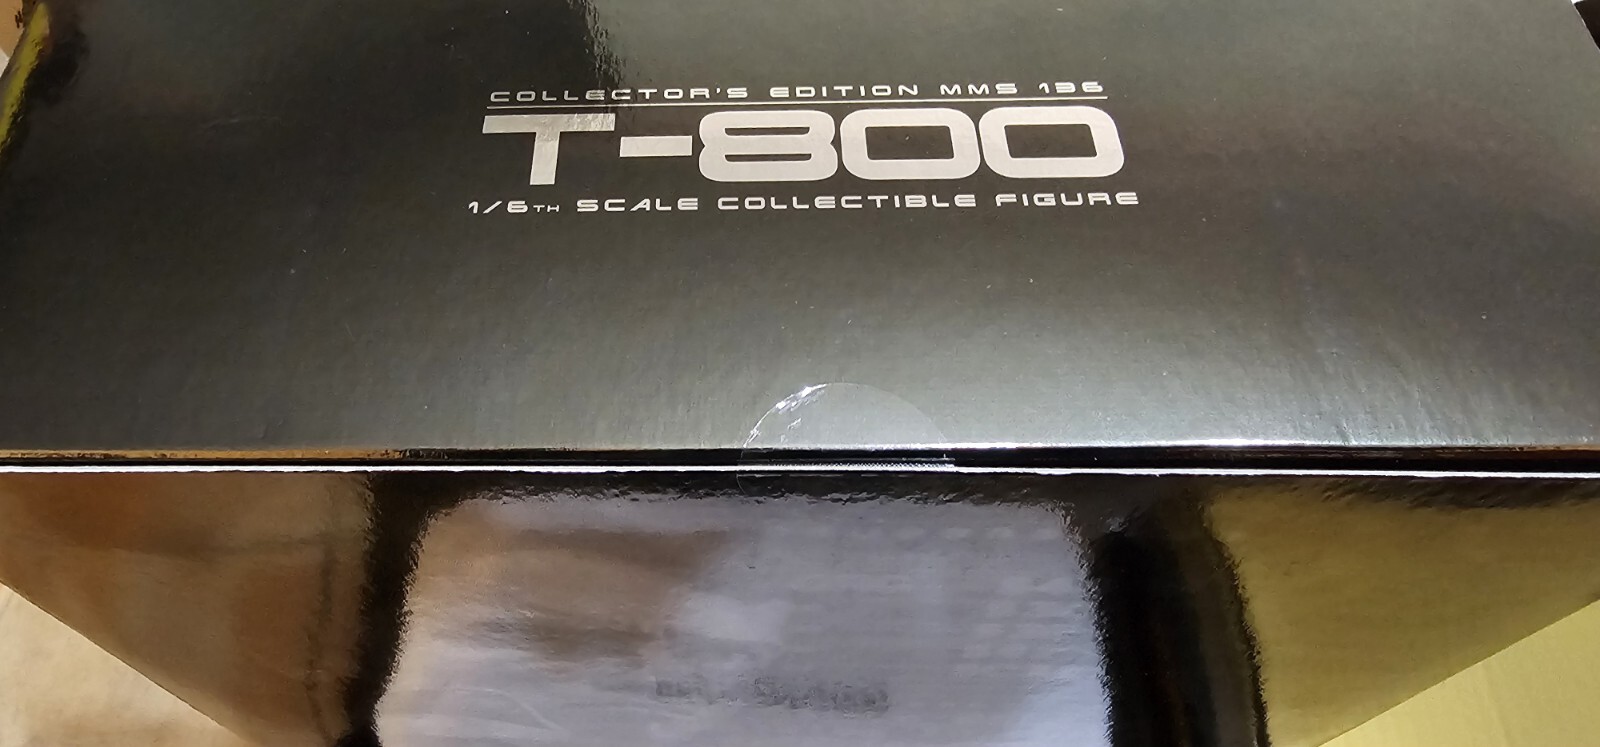 COLLECTOR'S EDITION MMS 136
T-800
1/6TH SCALE COLLECTIBLE FIGURE